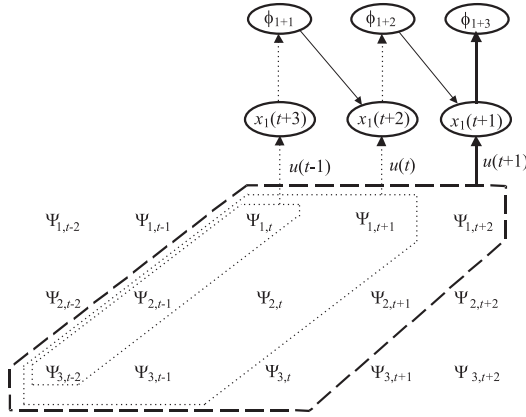 ϕ1+1 ϕ1+2 ϕ1+3
x1(t+3) x1(t+2) x1(t+1)
u(t-1) u(t) u(t+1)
Ψ1,t-2 Ψ1,t-1 Ψ1,t Ψ1,t+1 Ψ1,t+2
Ψ2,t-2 Ψ2,t-1 Ψ2,t Ψ2,t+1 Ψ2,t+2
Ψ3,t-2 Ψ3,t-1 Ψ3,t Ψ3,t+1 Ψ3,t+2